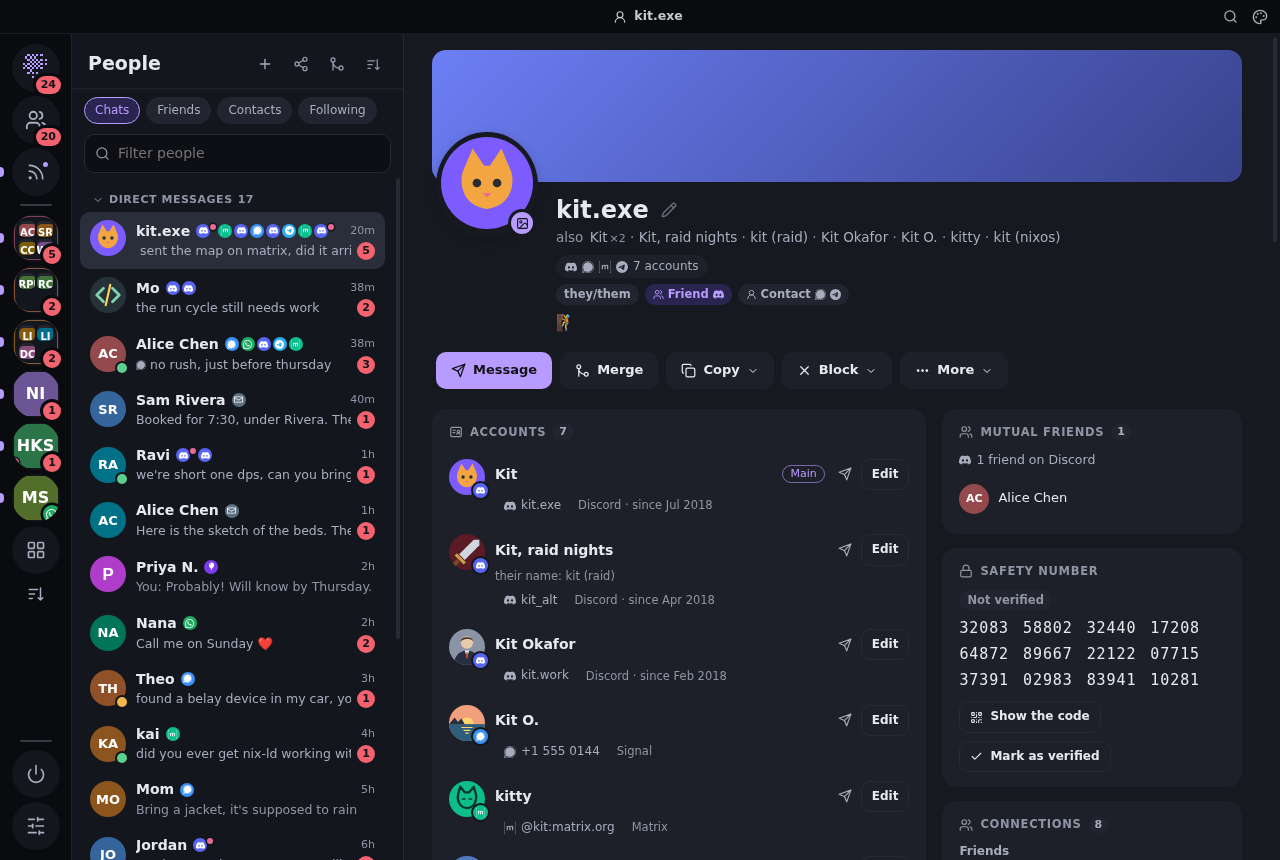 kit.exe
24
20
5
2
2
1
1
AC SR
CC
RP RC
LI LI
DC
NI
HKS
MS
People
Chats Friends Contacts Following
Filter people
DIRECT MESSAGES 17
kit.exe 20m
sent the map on matrix, did it arri 5
Mo 38m
the run cycle still needs work 2
AC Alice Chen 38m
no rush, just before thursday 3
SR Sam Rivera 40m
Booked for 7:30, under Rivera. The 1
RA Ravi 1h
we're short one dps, can you bring 1
AC Alice Chen 1h
Here is the sketch of the beds. The 1
P Priya N. 2h
You: Probably! Will know by Thursday.
NA Nana 2h
Call me on Sunday ❤️ 2
TH Theo 3h
found a belay device in my car, yo 1
KA kai 4h
did you ever get nix-ld working wit 1
MO Mom 5h
Bring a jacket, it's supposed to rain
JO Jordan 6h
kit.exe
also Kit ×2 · Kit, raid nights · kit (raid) · Kit Okafor · Kit O. · kitty · kit (nixos)
7 accounts
they/them Friend Contact
Message Merge Copy Block More
ACCOUNTS 7
Kit Main Edit
kit.exe Discord · since Jul 2018
Kit, raid nights Edit
their name: kit (raid)
kit_alt Discord · since Apr 2018
Kit Okafor Edit
kit.work Discord · since Feb 2018
Kit O. Edit
+1 555 0144 Signal
kitty Edit
@kit:matrix.org Matrix
MUTUAL FRIENDS 1
1 friend on Discord
AC Alice Chen
SAFETY NUMBER
Not verified
32083 58802 32440 17208
64872 89667 22122 07715
37391 02983 83941 10281
Show the code
Mark as verified
CONNECTIONS 8
Friends